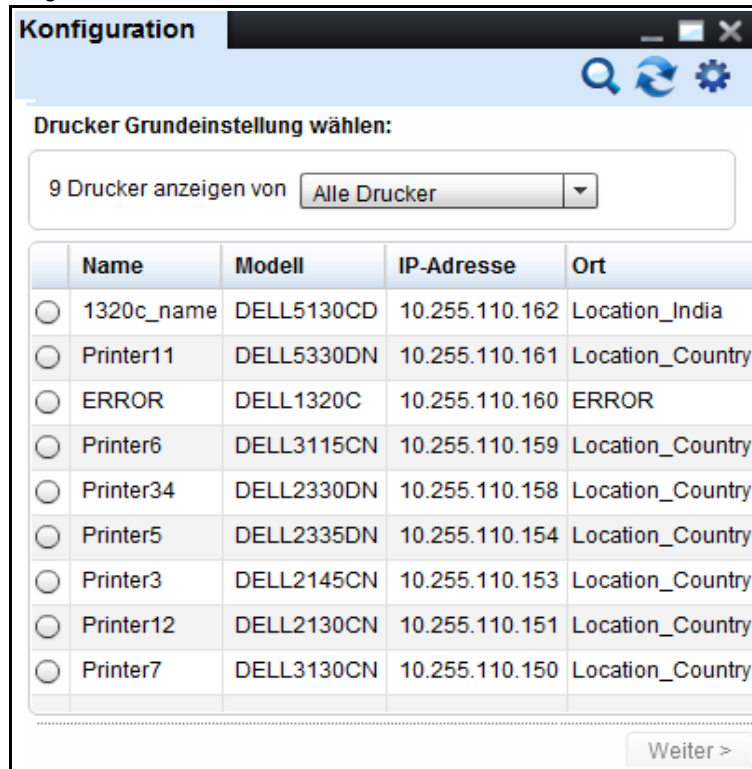 Konfiguration
Drucker Grundeinstellung wählen:
9 Drucker anzeigen von Alle Drucker
Name Modell IP-Adresse Ort
1320c_name DELL5130CD 10.255.110.162 Location_India
Printer11 DELL5330DN 10.255.110.161 Location_Country
ERROR DELL1320C 10.255.110.160 ERROR
Printer6 DELL3115CN 10.255.110.159 Location_Country
Printer34 DELL2330DN 10.255.110.158 Location_Country
Printer5 DELL2335DN 10.255.110.154 Location_Country
Printer3 DELL2145CN 10.255.110.153 Location_Country
Printer12 DELL2130CN 10.255.110.151 Location_Country
Printer7 DELL3130CN 10.255.110.150 Location_Country
Weiter >